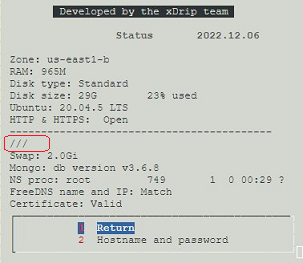 Developed by the xDrip team
Status 2022.12.06
Zone: us-east1-b
RAM: 965M
Disk type: Standard
Disk size: 29G 23% used
Ubuntu: 20.04.5 LTS
HTTP & HTTPS: Open
----------------------------------------
///
Swap: 2.0Gi
Mongo: db version v3.6.8
NS proc: root 749 1 0 00:29 ?
FreeDNS name and IP: Match
Certificate: Valid
1 Return
2 Hostname and password